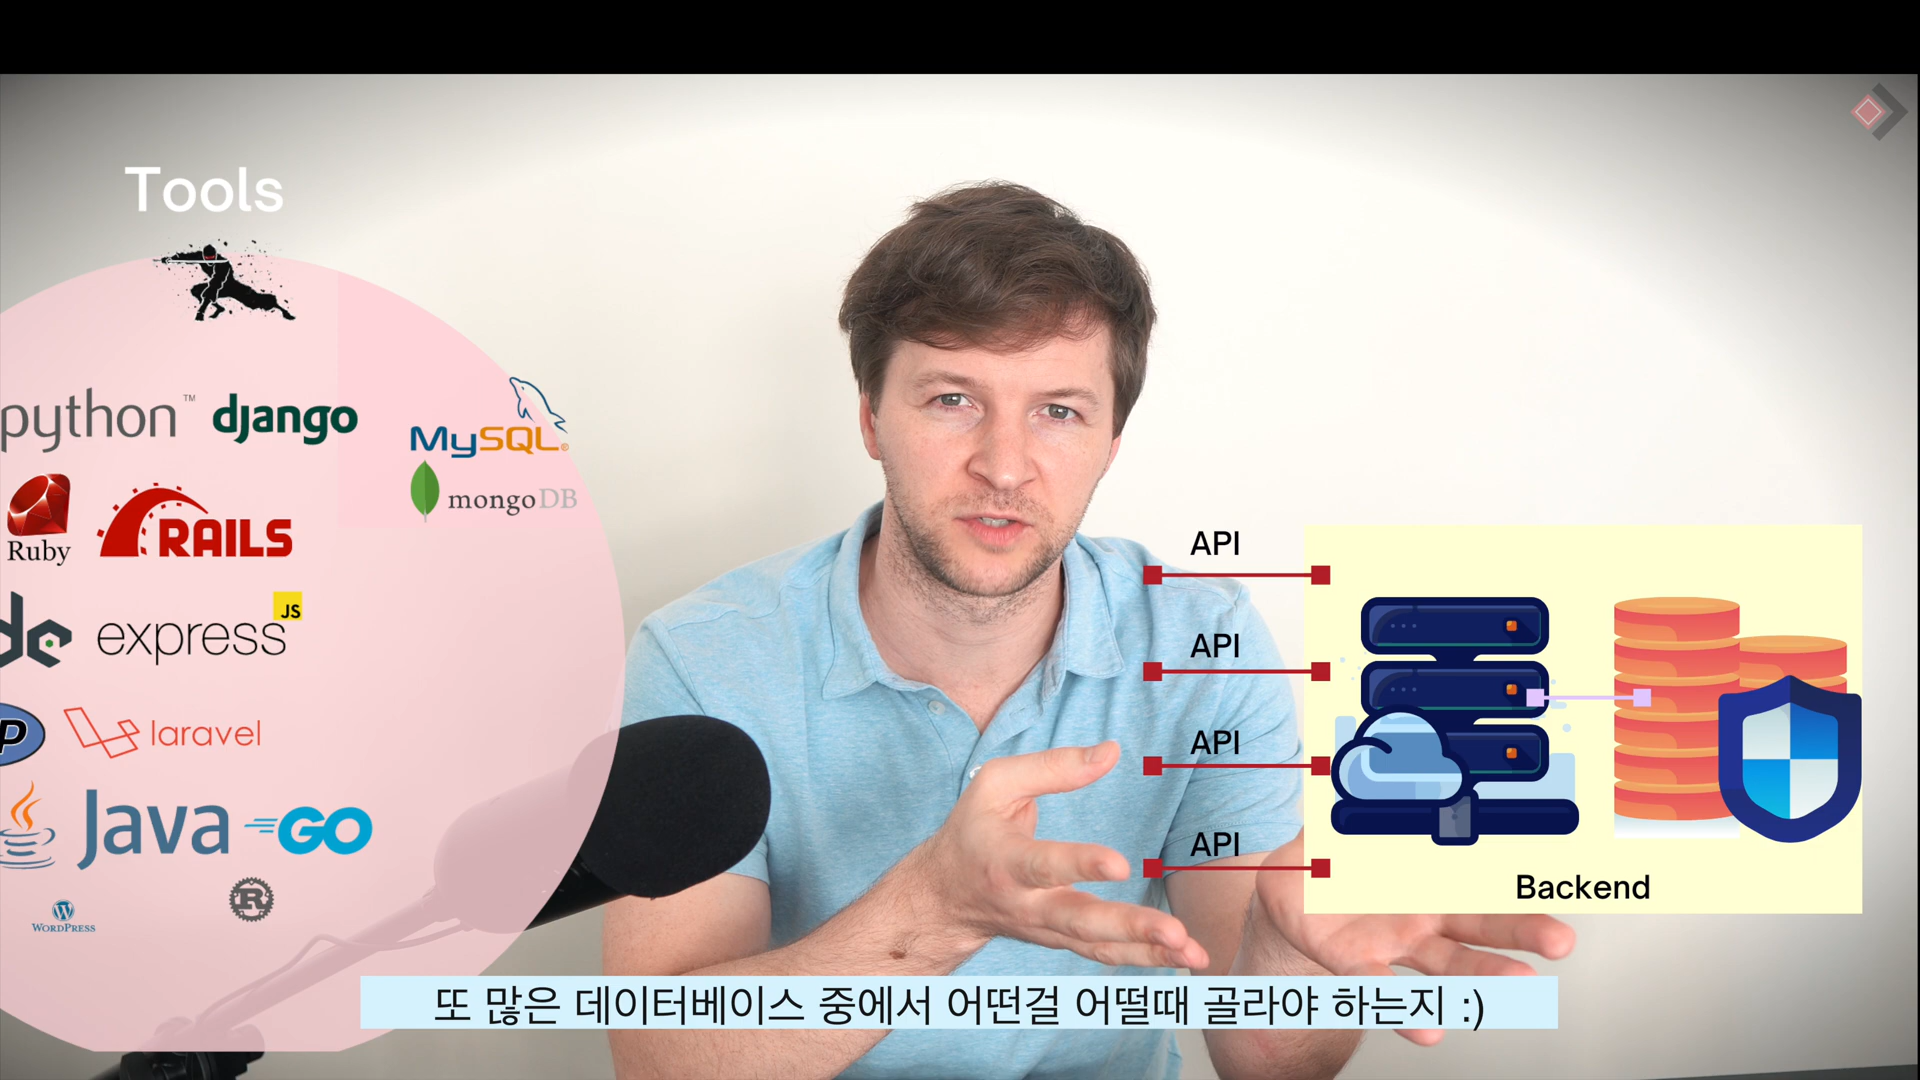 Tools
python™ django
MySQL®
mongoDB
Ruby RAILS
de express JS
P laravel
Java GO
WORDPRESS
R
API
API
API
API
Backend
또 많은 데이터베이스 중에서 어떤걸 어떨때 골라야 하는지 :)